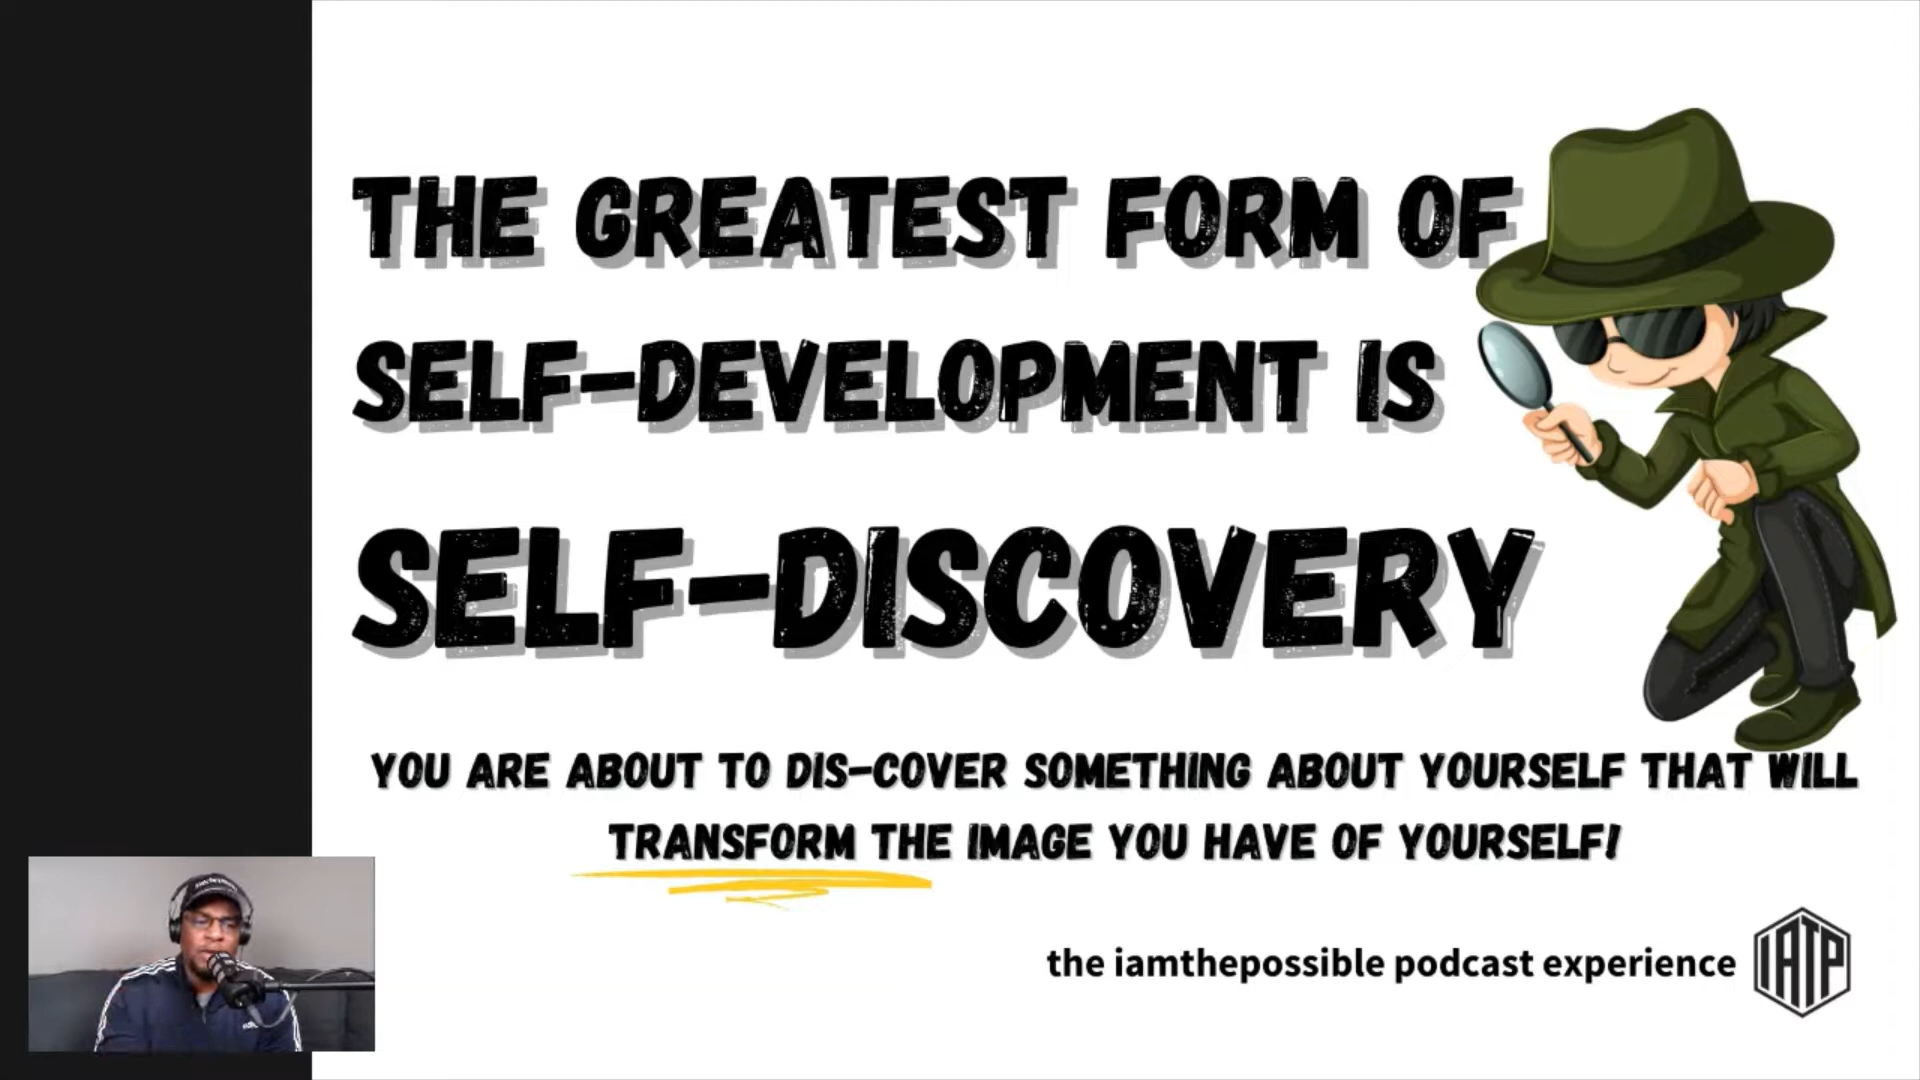 THE GREATEST FORM OF
SELF-DEVELOPMENT IS
SELF-DISCOVERY
YOU ARE ABOUT TO DIS-COVER SOMETHING ABOUT YOURSELF THAT WILL
TRANSFORM THE IMAGE YOU HAVE OF YOURSELF!
the iamthepossible podcast experience
IATP